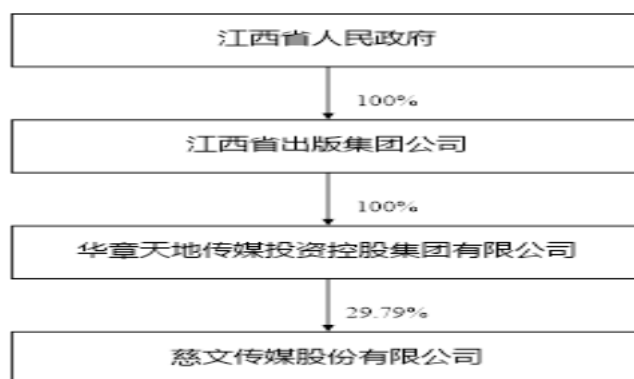 江西省人民政府
100%
江西省出版集团公司
100%
华章天地传媒投资控股集团有限公司
29.79%
慈文传媒股份有限公司